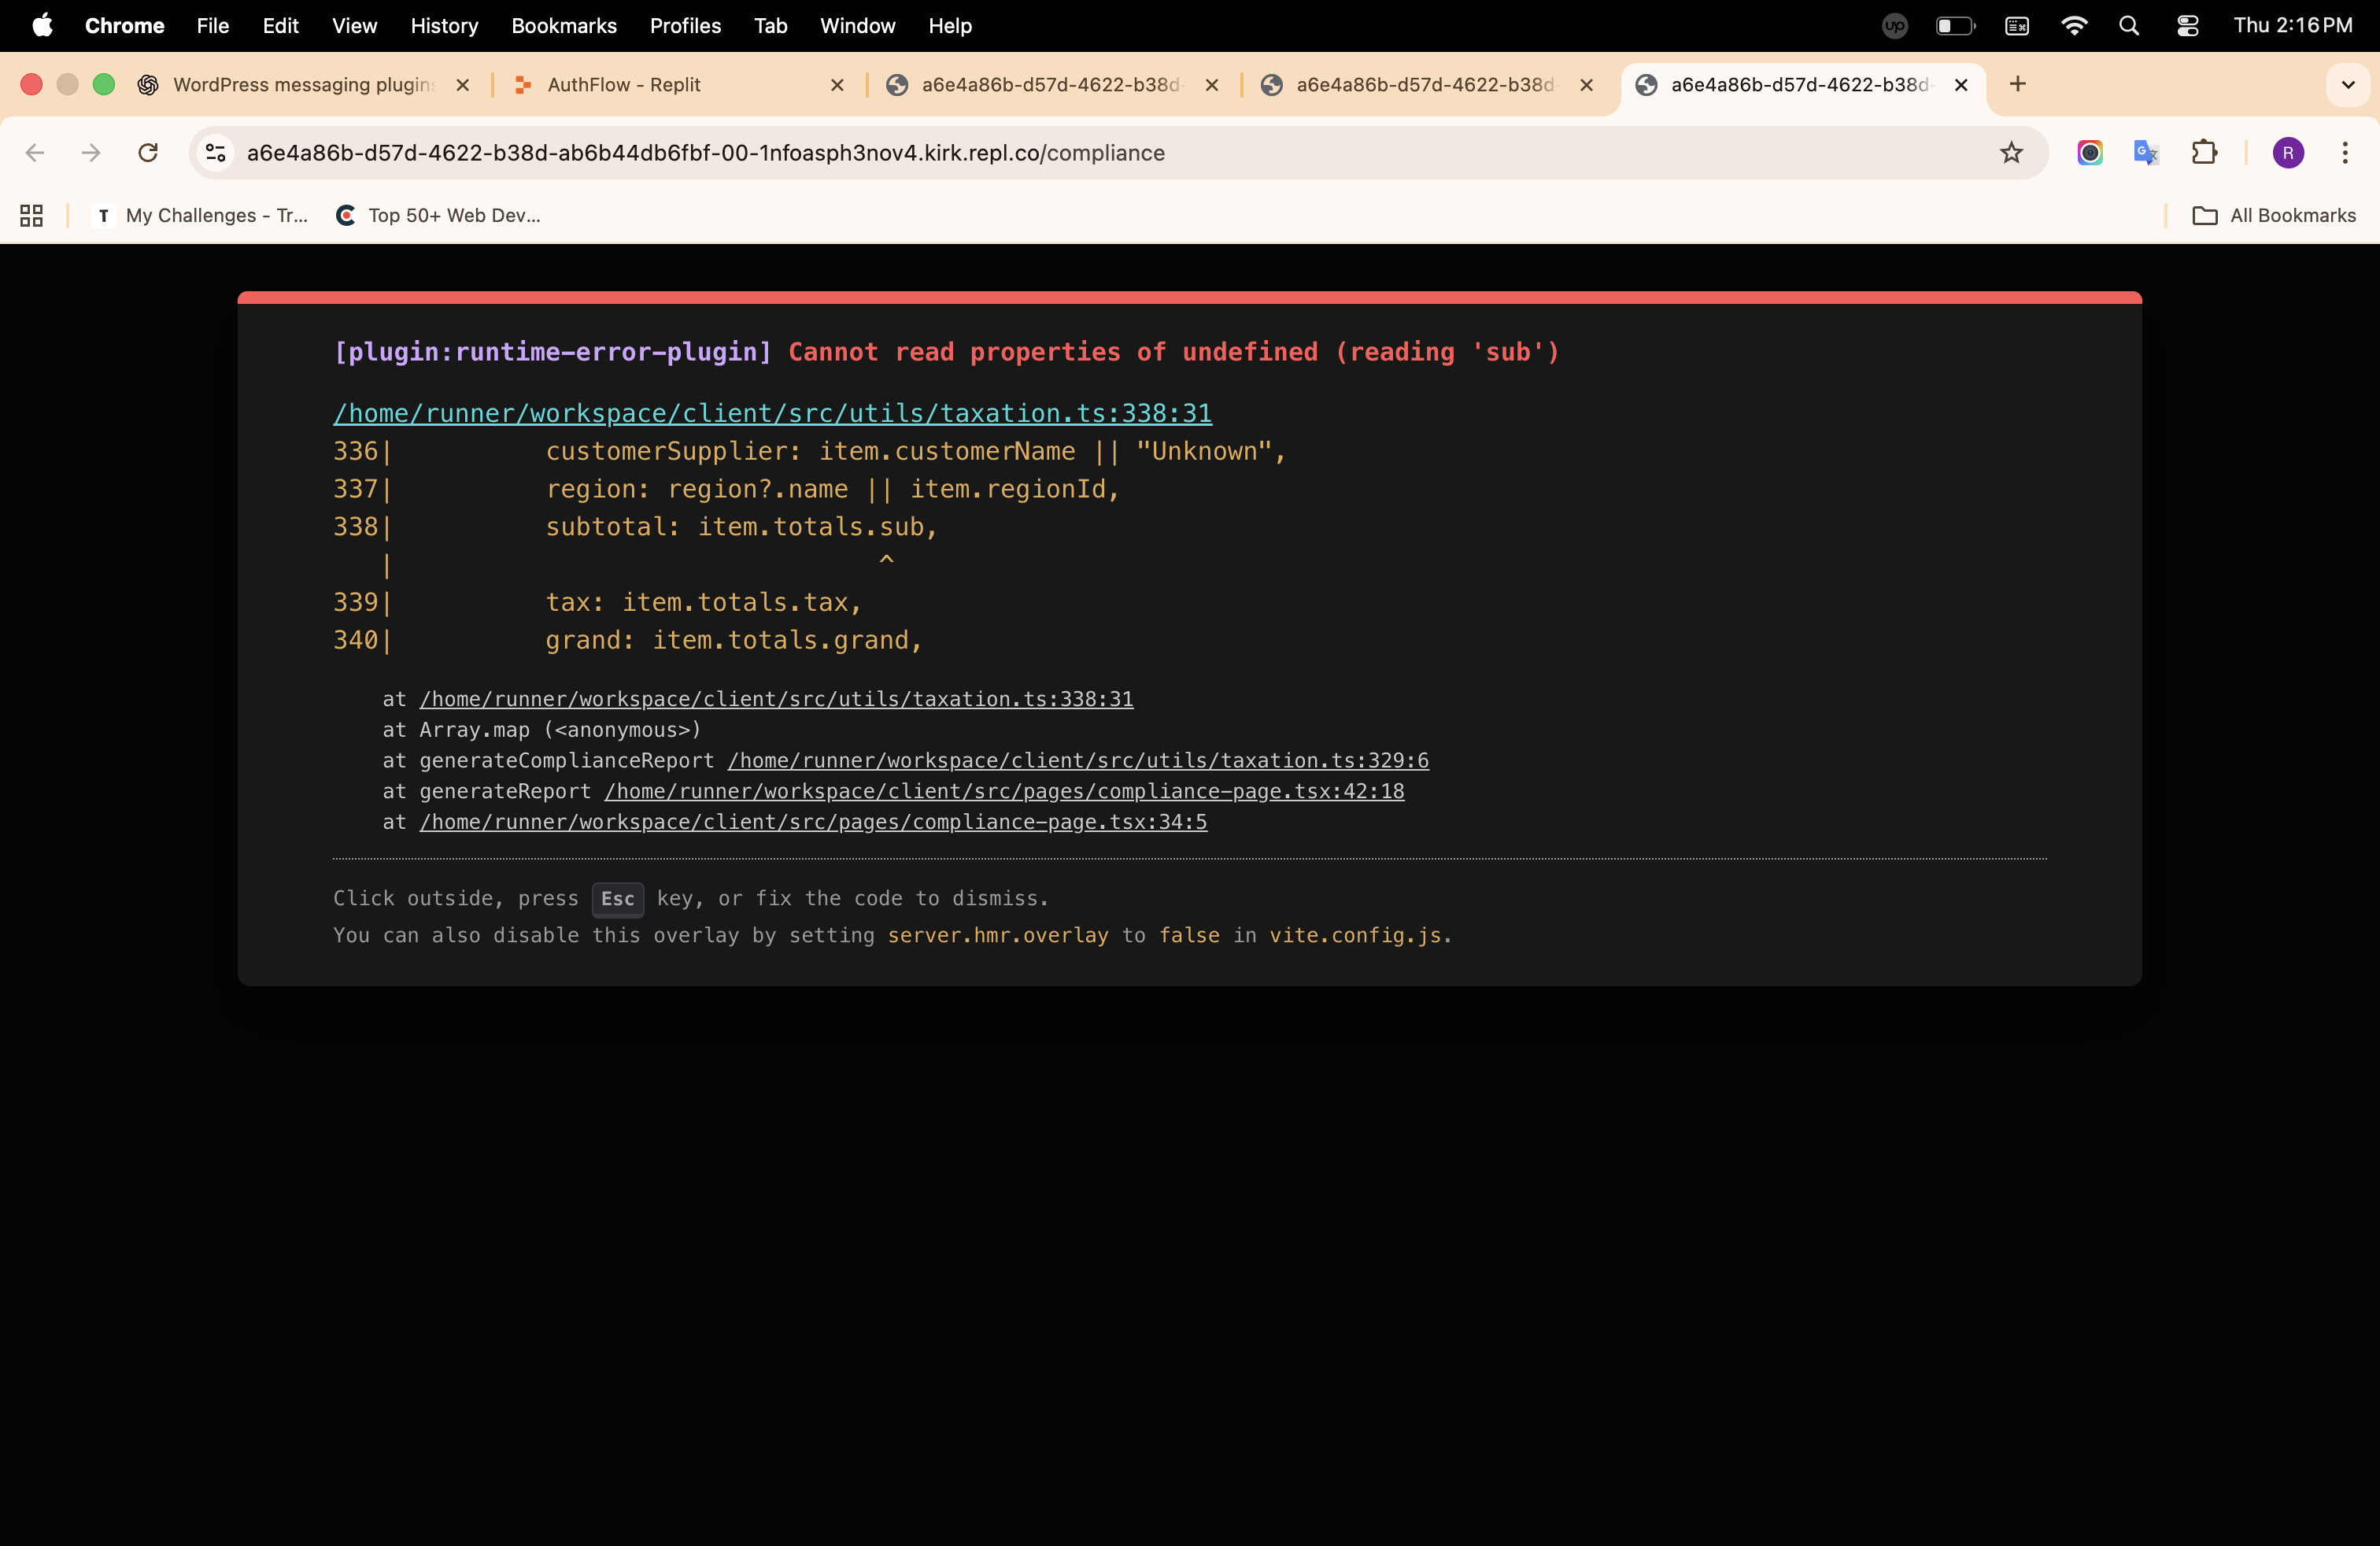 Chrome File Edit View History Bookmarks Profiles Tab Window Help up Thu 2:16 PM
WordPress messaging plugins AuthFlow - Replit a6e4a86b-d57d-4622-b38d- a6e4a86b-d57d-4622-b38d- a6e4a86b-d57d-4622-b38d-
a6e4a86b-d57d-4622-b38d-ab6b44db6fbf-00-1nfoasph3nov4.kirk.repl.co/compliance R
T My Challenges - Tr... Top 50+ Web Dev... All Bookmarks
[plugin:runtime-error-plugin] Cannot read properties of undefined (reading 'sub')
/home/runner/workspace/client/src/utils/taxation.ts:338:31
336| customerSupplier: item.customerName || "Unknown",
337| region: region?.name || item.regionId,
338| subtotal: item.totals.sub,
| ^
339| tax: item.totals.tax,
340| grand: item.totals.grand,
at /home/runner/workspace/client/src/utils/taxation.ts:338:31
at Array.map (<anonymous>)
at generateComplianceReport /home/runner/workspace/client/src/utils/taxation.ts:329:6
at generateReport /home/runner/workspace/client/src/pages/compliance-page.tsx:42:18
at /home/runner/workspace/client/src/pages/compliance-page.tsx:34:5
Click outside, press Esc key, or fix the code to dismiss.
You can also disable this overlay by setting server.hmr.overlay to false in vite.config.js.